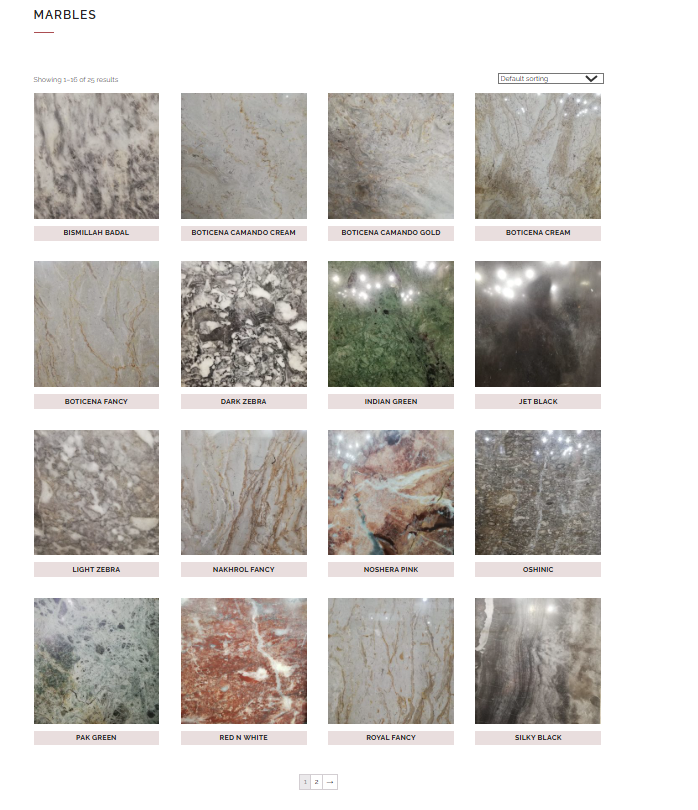 MARBLES
Showing 1–16 of 25 results
Default sorting
BISMILLAH BADAL
BOTICENA CAMANDO CREAM
BOTICENA CAMANDO GOLD
BOTICENA CREAM
BOTICENA FANCY
DARK ZEBRA
INDIAN GREEN
JET BLACK
LIGHT ZEBRA
NAKHROL FANCY
NOSHERA PINK
OSHINIC
PAK GREEN
RED N WHITE
ROYAL FANCY
SILKY BLACK
1 2 →